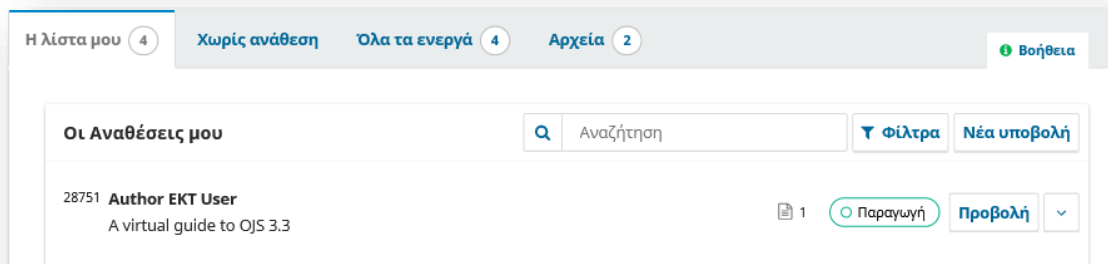 Η λίστα μου 4 Χωρίς ανάθεση Όλα τα ενεργά 4 Αρχεία 2
Βοήθεια
Οι Αναθέσεις μου Αναζήτηση Φίλτρα Νέα υποβολή
28751 Author EKT User
A virtual guide to OJS 3.3
1 Παραγωγή Προβολή